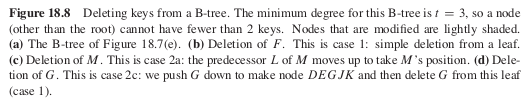 Figure 18.8 Deleting keys from a B-tree. The minimum degree for this B-tree is t = 3, so a node
(other than the root) cannot have fewer than 2 keys. Nodes that are modified are lightly shaded.
(a) The B-tree of Figure 18.7(e). (b) Deletion of F. This is case 1: simple deletion from a leaf.
(c) Deletion of M. This is case 2a: the predecessor L of M moves up to take M's position. (d) Dele-
tion of G. This is case 2c: we push G down to make node DEGJK and then delete G from this leaf
(case 1).